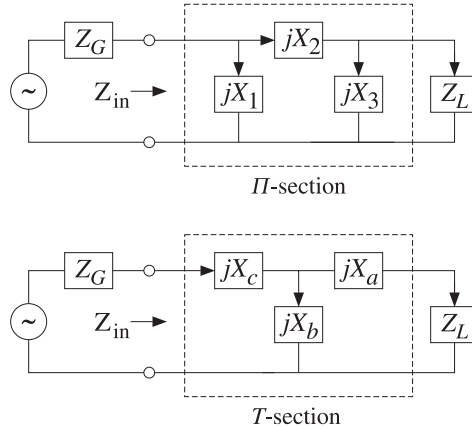 Z_G
jX_2
Z_in
jX_1
jX_3
Z_L
Π-section
Z_G
jX_c
jX_a
Z_in
jX_b
Z_L
T-section